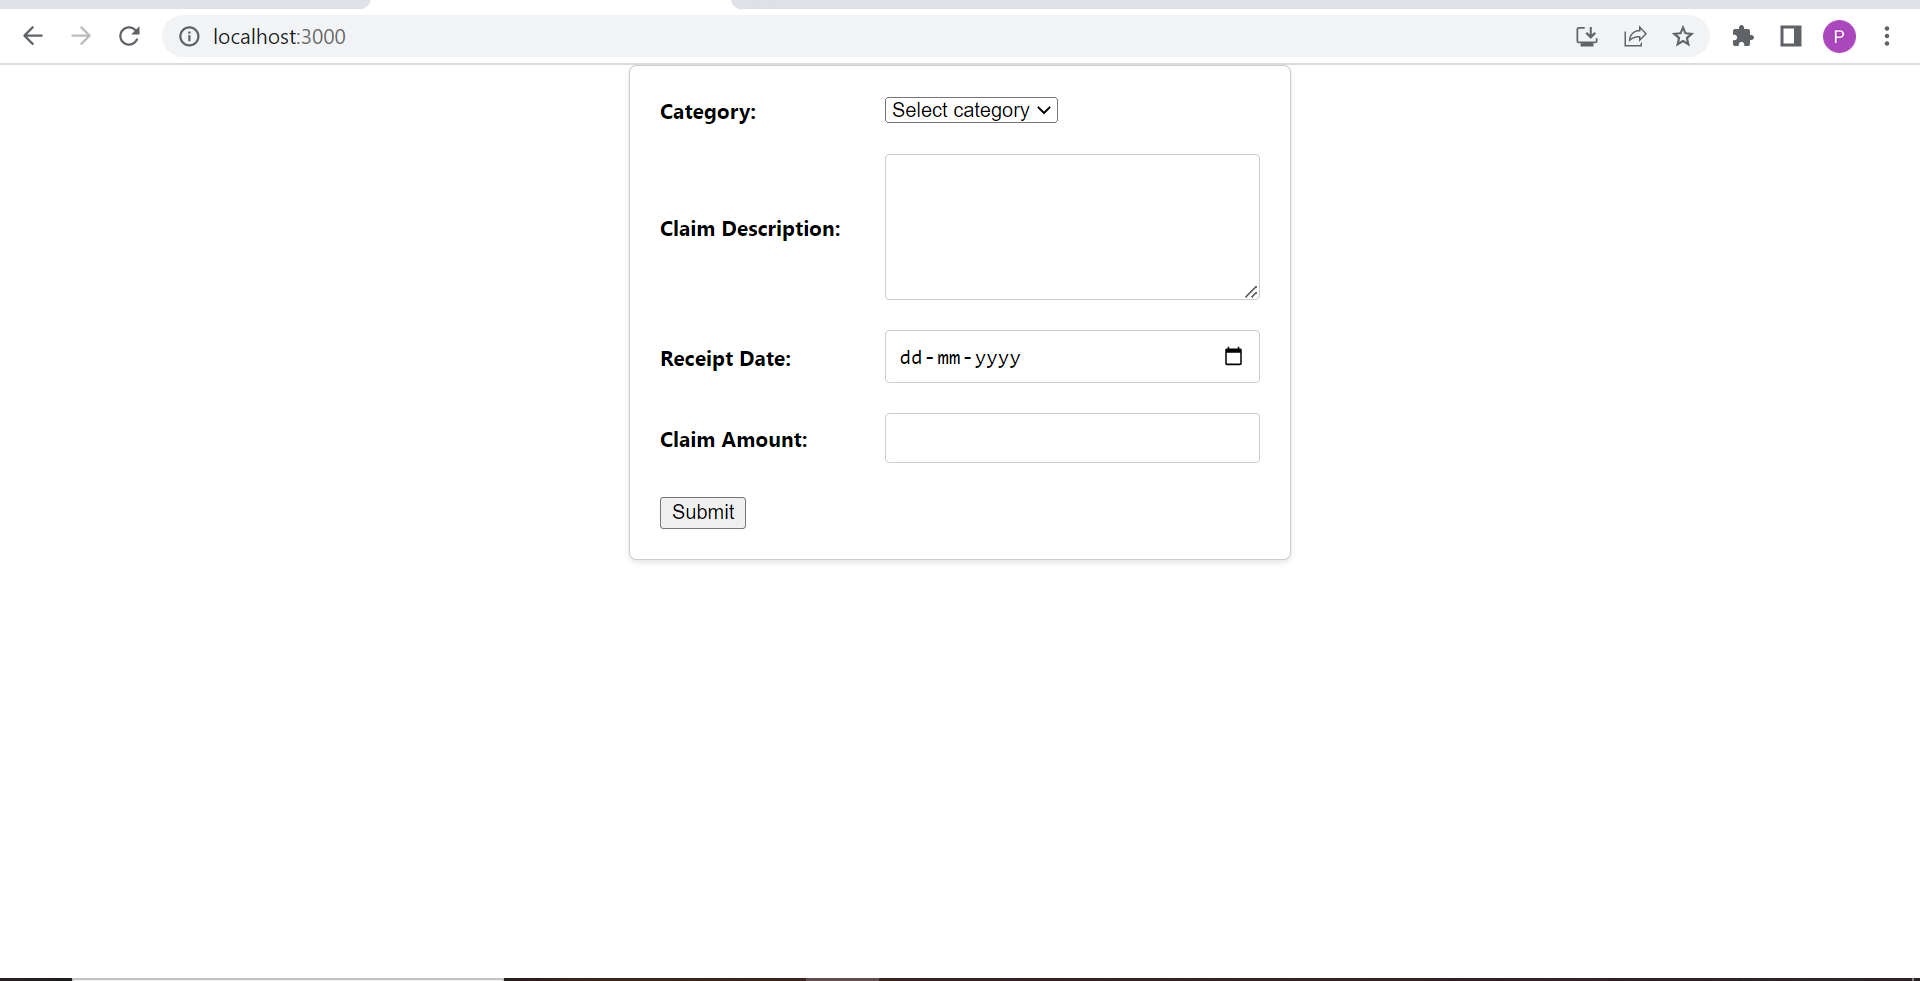 localhost:3000
P
Category: Select category
Claim Description:
Receipt Date: dd-mm-yyyy
Claim Amount:
Submit